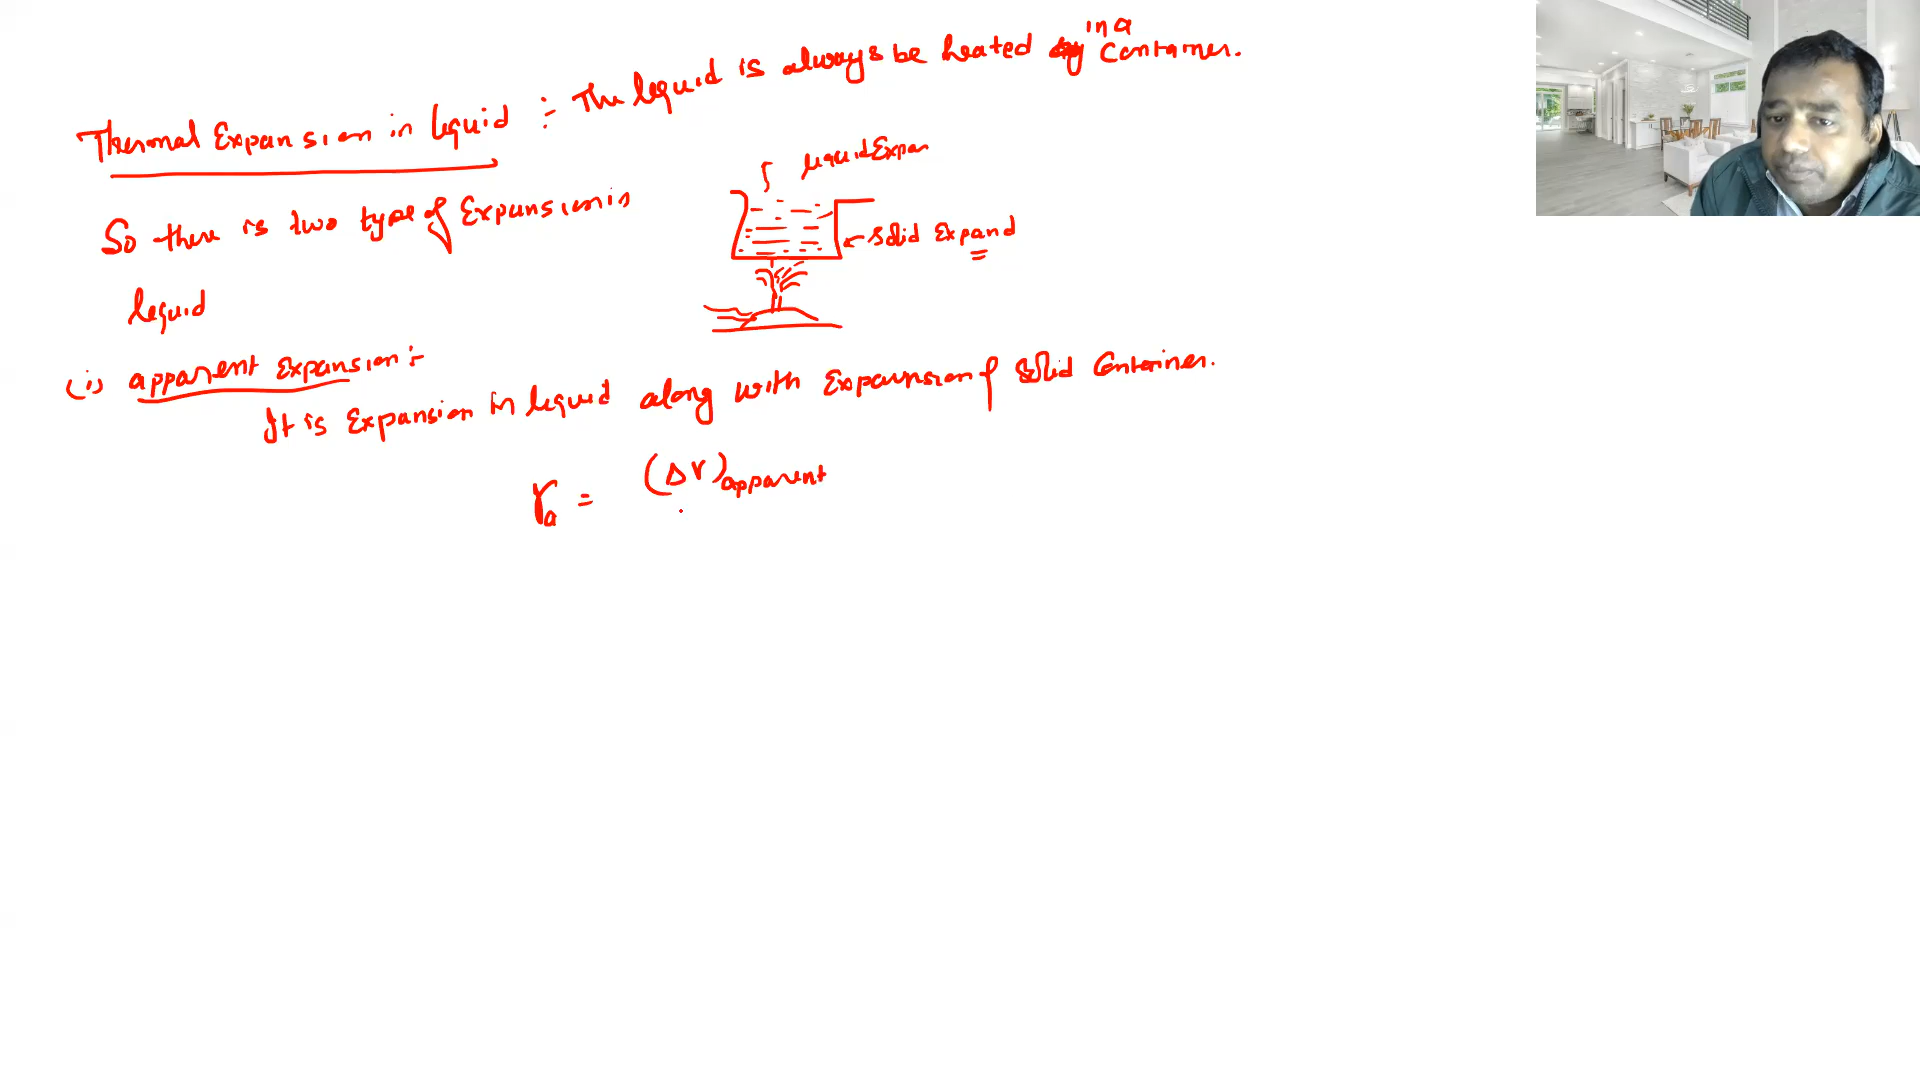 Thermal Expansion in liquid :- The liquid is always be heated in a Container.
liquid Expan
So there is two type of Expansion in
solid Expand
liquid
(i) apparent Expansion :-
It is Expansion in liquid along with Expansion of solid Container.
γa = (ΔV)apparent